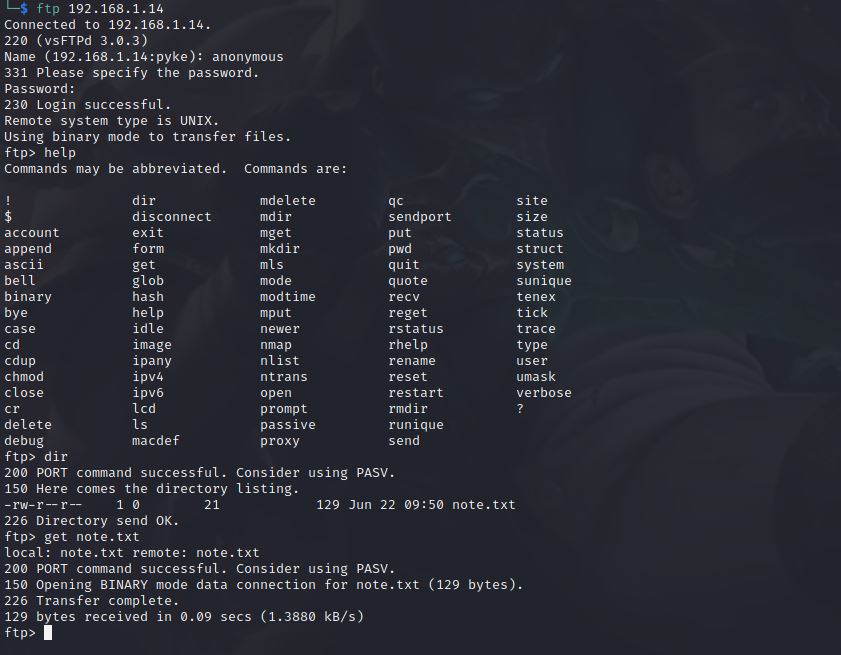 └─$ ftp 192.168.1.14
Connected to 192.168.1.14.
220 (vsFTPd 3.0.3)
Name (192.168.1.14:pyke): anonymous
331 Please specify the password.
Password:
230 Login successful.
Remote system type is UNIX.
Using binary mode to transfer files.
ftp> help
Commands may be abbreviated.  Commands are:

!               dir             mdelete         qc              site
$               disconnect      mdir            sendport        size
account         exit            mget            put             status
append          form            mkdir           pwd             struct
ascii           get             mls             quit            system
bell            glob            mode            quote           sunique
binary          hash            modtime         recv            tenex
bye             help            mput            reget           tick
case            idle            newer           rstatus         trace
cd              image           nmap            rhelp           type
cdup            ipany           nlist           rename          user
chmod           ipv4            ntrans          reset           umask
close           ipv6            open            restart         verbose
cr              lcd             prompt          rmdir           ?
delete          ls              passive         runique
debug           macdef          proxy           send
ftp> dir
200 PORT command successful. Consider using PASV.
150 Here comes the directory listing.
-rw-r--r--    1 0        21            129 Jun 22 09:50 note.txt
226 Directory send OK.
ftp> get note.txt
local: note.txt remote: note.txt
200 PORT command successful. Consider using PASV.
150 Opening BINARY mode data connection for note.txt (129 bytes).
226 Transfer complete.
129 bytes received in 0.09 secs (1.3880 kB/s)
ftp>